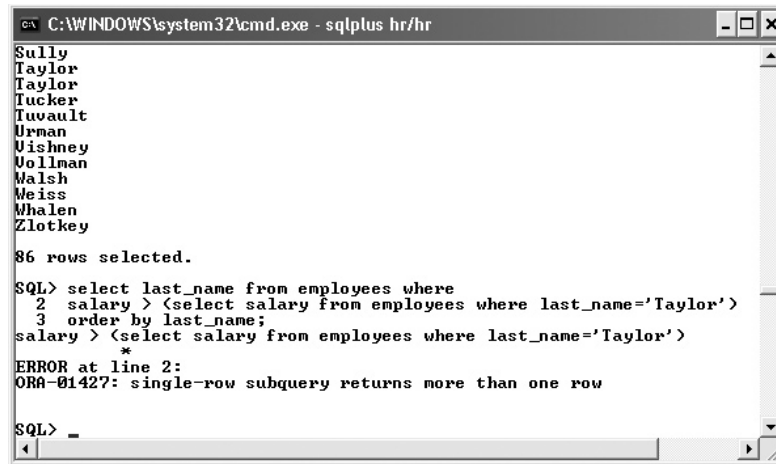 C:\WINDOWS\system32\cmd.exe - sqlplus hr/hr
Sully
Taylor
Taylor
Tucker
Tuvault
Urman
Vishney
Vollman
Walsh
Weiss
Whalen
Zlotkey
86 rows selected.
SQL> select last_name from employees where
2 salary > (select salary from employees where last_name='Taylor')
3 order by last_name;
salary > (select salary from employees where last_name='Taylor')
*
ERROR at line 2:
ORA-01427: single-row subquery returns more than one row
SQL> _